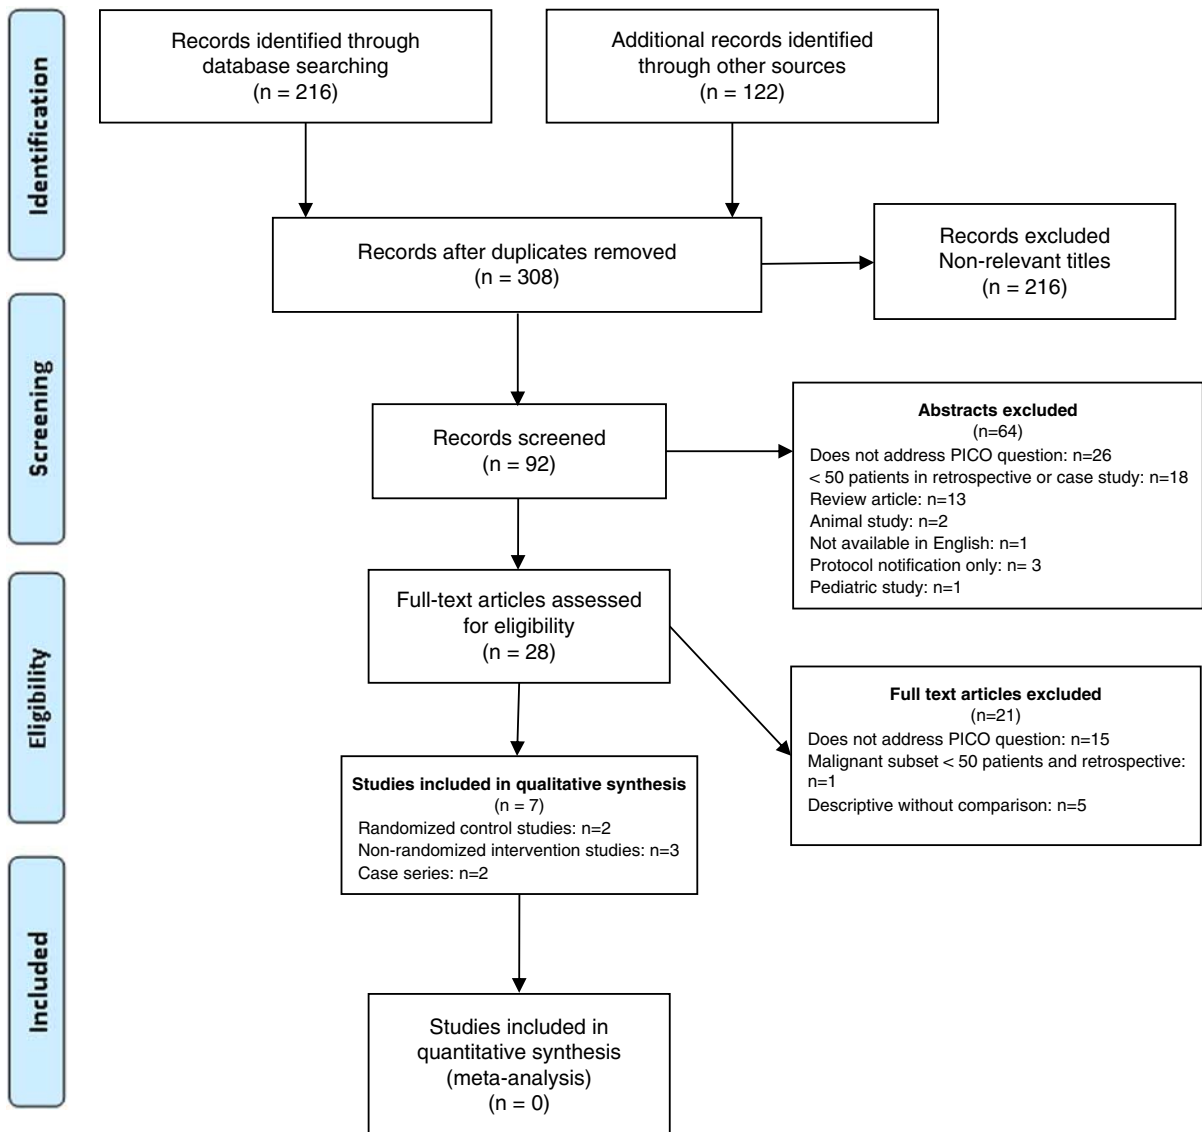 Identification
Records identified through
database searching
(n = 216)
Additional records identified
through other sources
(n = 122)
Records after duplicates removed
(n = 308)
Records excluded
Non-relevant titles
(n = 216)
Screening
Records screened
(n = 92)
Abstracts excluded
(n=64)
Does not address PICO question: n=26
< 50 patients in retrospective or case study: n=18
Review article: n=13
Animal study: n=2
Not available in English: n=1
Protocol notification only: n= 3
Pediatric study: n=1
Eligibility
Full-text articles assessed
for eligibility
(n = 28)
Full text articles excluded
(n=21)
Does not address PICO question: n=15
Malignant subset < 50 patients and retrospective:
n=1
Descriptive without comparison: n=5
Studies included in qualitative synthesis
(n = 7)
Randomized control studies: n=2
Non-randomized intervention studies: n=3
Case series: n=2
Included
Studies included in
quantitative synthesis
(meta-analysis)
(n = 0)